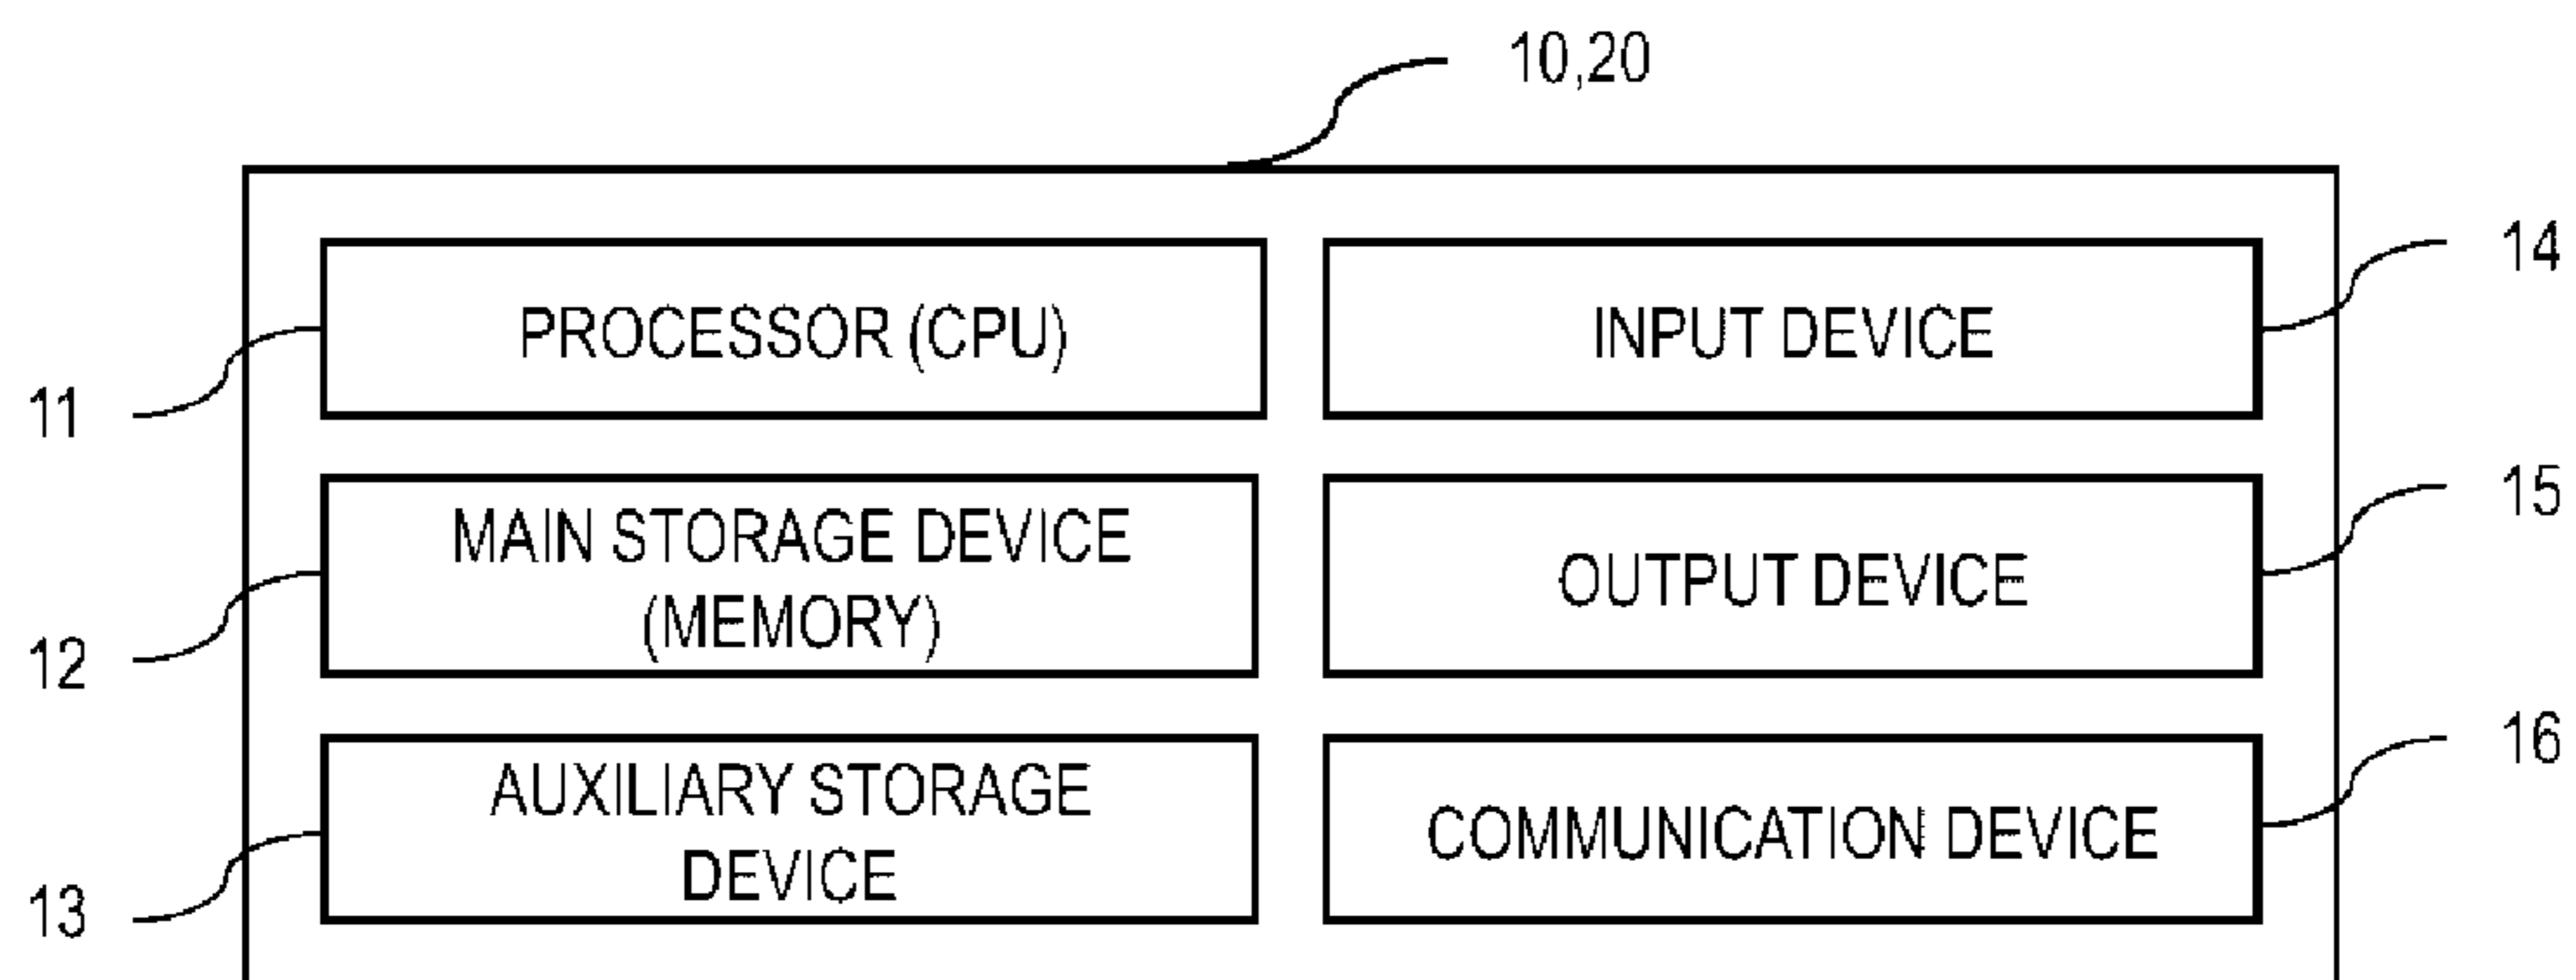 10,20
PROCESSOR (CPU)
INPUT DEVICE
14
11
MAIN STORAGE DEVICE
(MEMORY)
OUTPUT DEVICE
15
12
AUXILIARY STORAGE
DEVICE
COMMUNICATION DEVICE
16
13